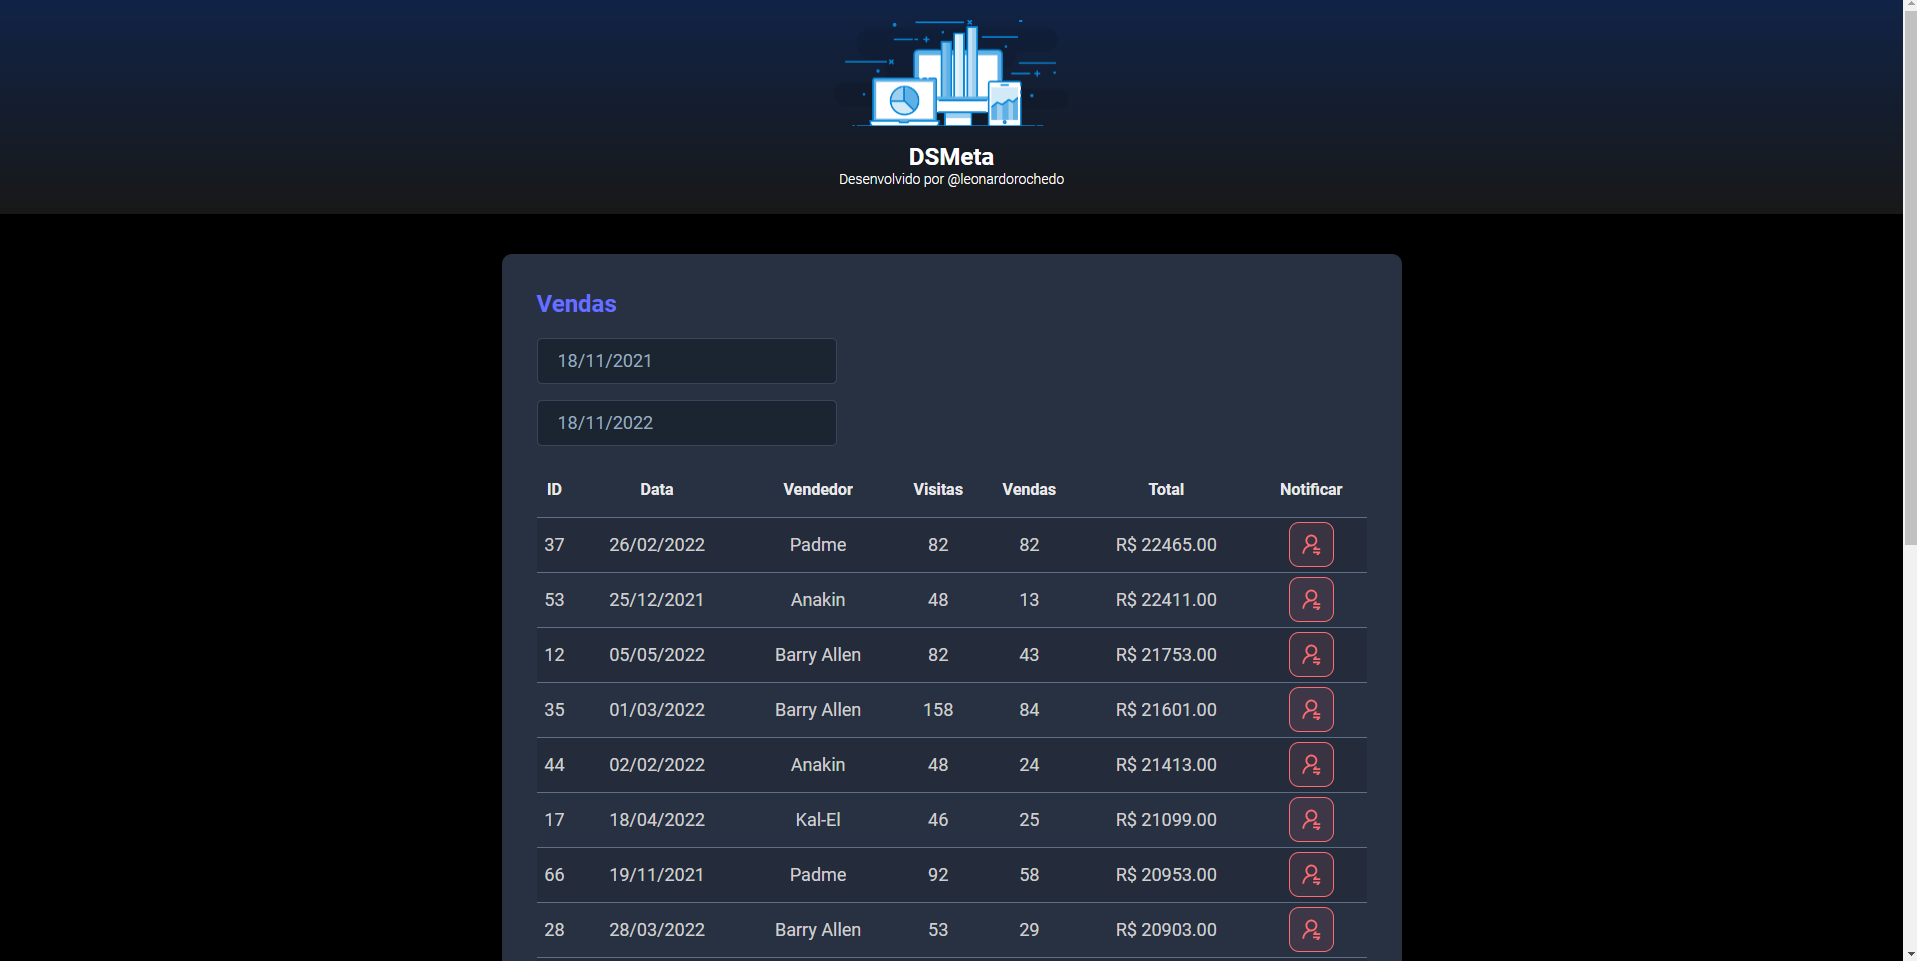 DSMeta
Desenvolvido por @leonardorochedo
Vendas
18/11/2021
18/11/2022
ID Data Vendedor Visitas Vendas Total Notificar
37 26/02/2022 Padme 82 82 R$ 22465.00
53 25/12/2021 Anakin 48 13 R$ 22411.00
12 05/05/2022 Barry Allen 82 43 R$ 21753.00
35 01/03/2022 Barry Allen 158 84 R$ 21601.00
44 02/02/2022 Anakin 48 24 R$ 21413.00
17 18/04/2022 Kal-El 46 25 R$ 21099.00
66 19/11/2021 Padme 92 58 R$ 20953.00
28 28/03/2022 Barry Allen 53 29 R$ 20903.00